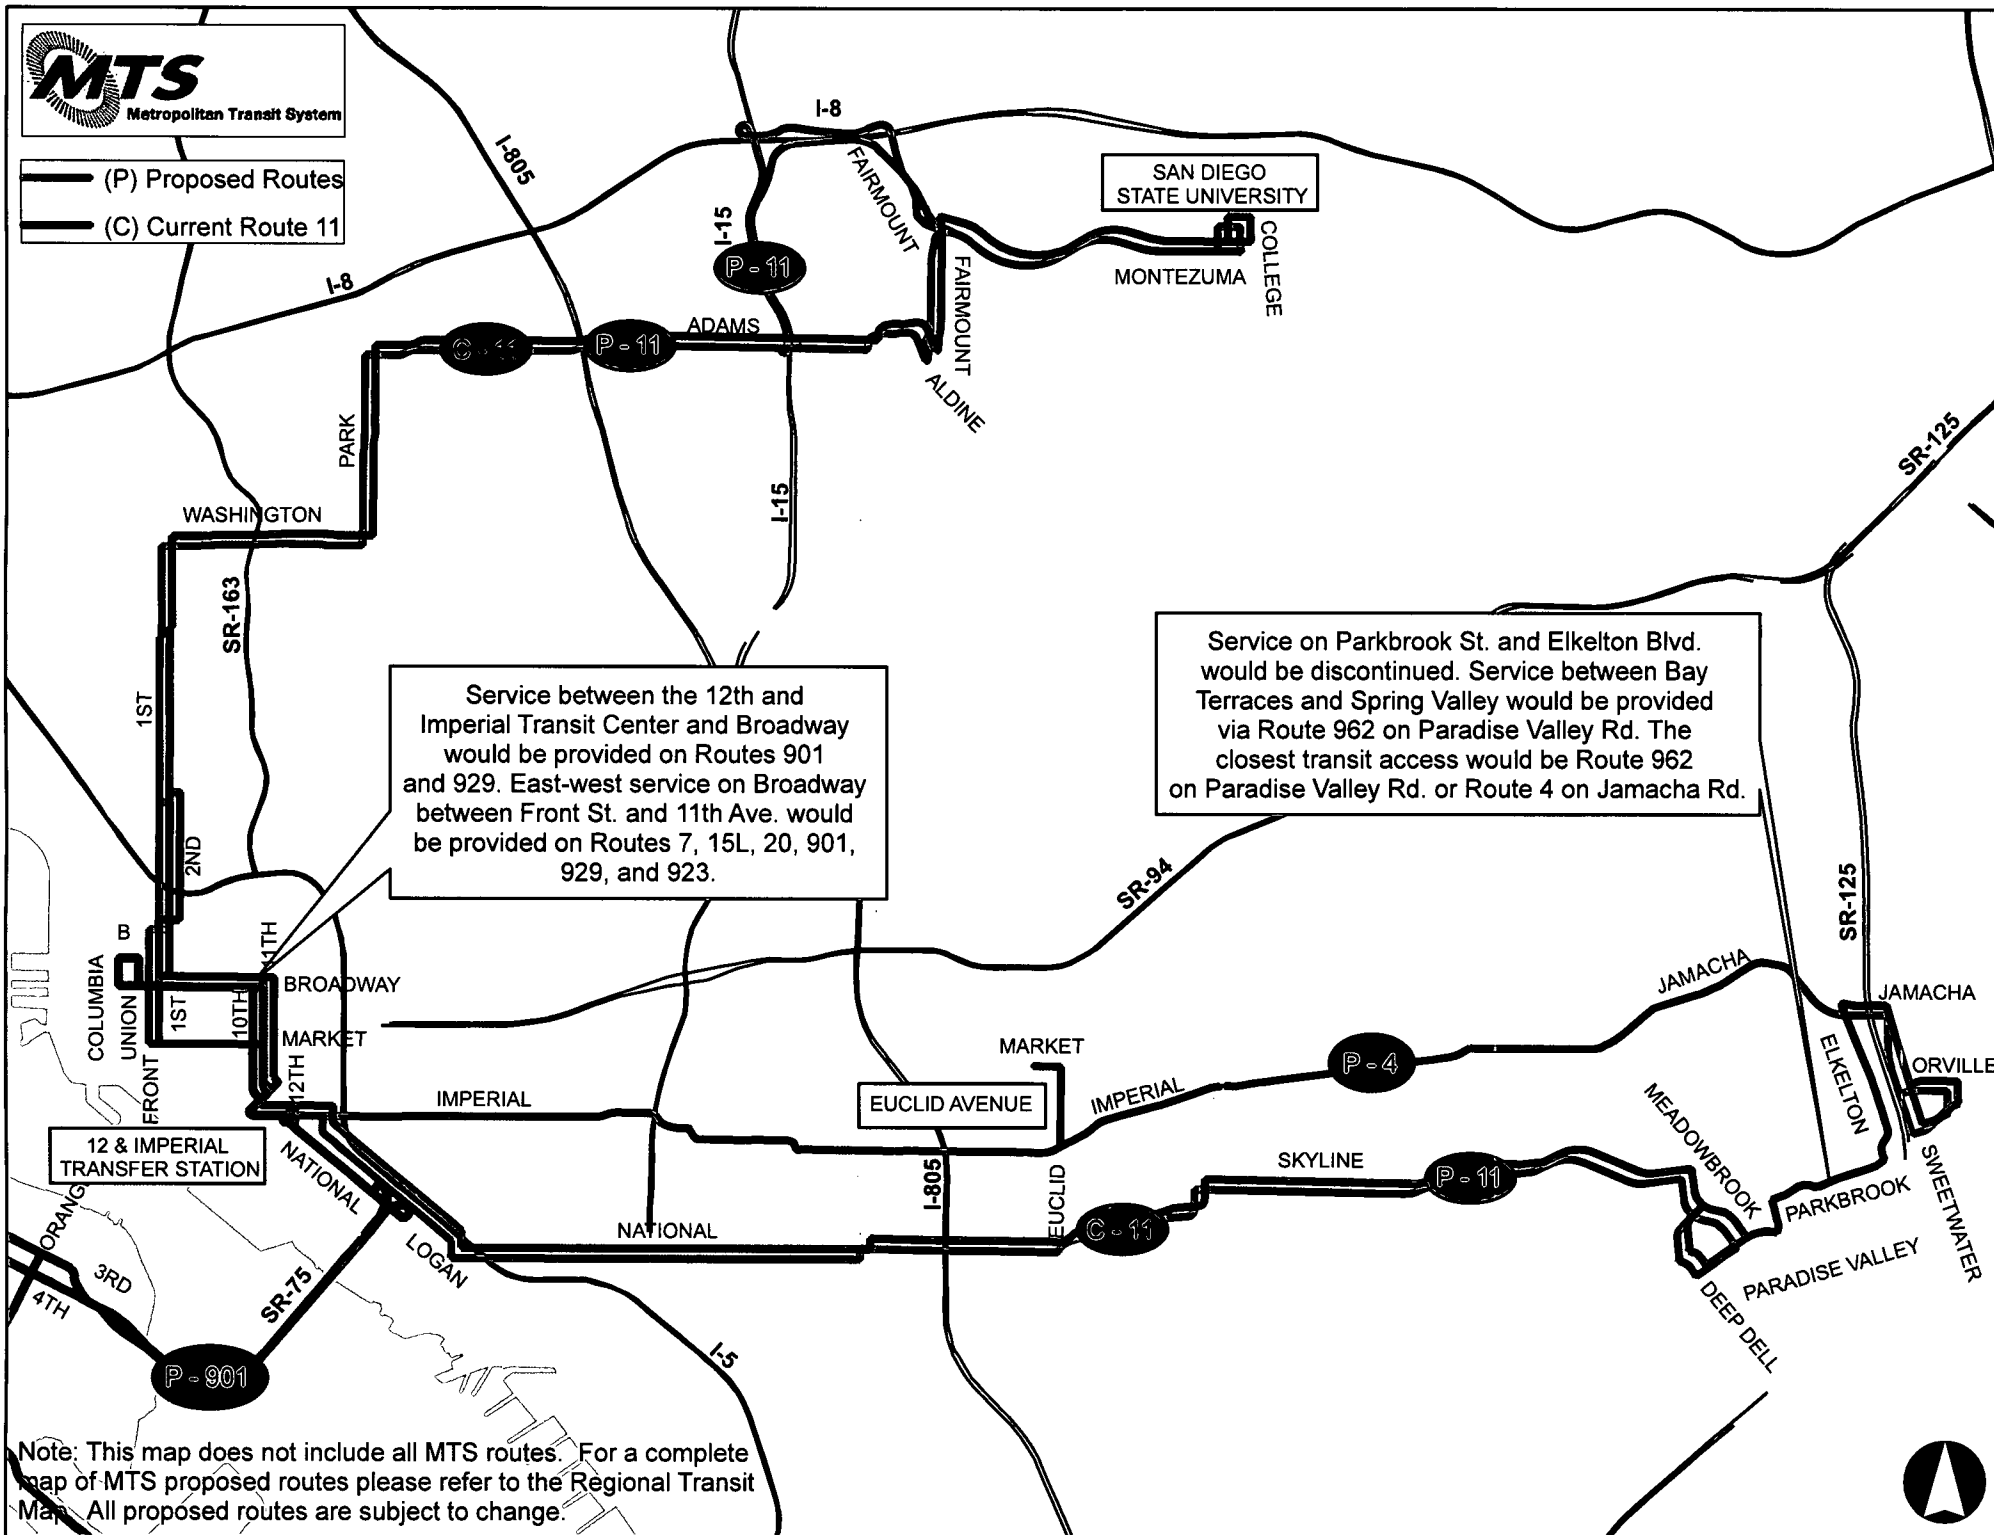 MTS
Metropolitan Transit System
(P) Proposed Routes
(C) Current Route 11
I-805
I-8
FAIRMOUNT
SAN DIEGO
STATE UNIVERSITY
I-15
P - 11
FAIRMOUNT
MONTEZUMA
COLLEGE
I-8
C - 11
P - 11
ADAMS
ALDINE
PARK
SR-125
WASHINGTON
I-15
SR-163
1ST
Service between the 12th and
Imperial Transit Center and Broadway
would be provided on Routes 901
and 929. East-west service on Broadway
between Front St. and 11th Ave. would
be provided on Routes 7, 15L, 20, 901,
929, and 923.
Service on Parkbrook St. and Elkelton Blvd.
would be discontinued. Service between Bay
Terraces and Spring Valley would be provided
via Route 962 on Paradise Valley Rd. The
closest transit access would be Route 962
on Paradise Valley Rd. or Route 4 on Jamacha Rd.
2ND
SR-94
SR-125
B
11TH
COLUMBIA
UNION
1ST
10TH
BROADWAY
JAMACHA
JAMACHA
MARKET
MARKET
FRONT
12TH
IMPERIAL
EUCLID AVENUE
IMPERIAL
P - 4
ELKELTON
ORVILLE
MEADOWBROOK
12 & IMPERIAL
TRANSFER STATION
NATIONAL
I-805
EUCLID
SKYLINE
P - 11
PARKBROOK
SWEETWATER
ORANGE
LOGAN
NATIONAL
C - 11
PARADISE VALLEY
3RD
4TH
SR-75
DEEP DELL
P - 901
I-5
Note: This map does not include all MTS routes. For a complete
map of MTS proposed routes please refer to the Regional Transit
Map. All proposed routes are subject to change.